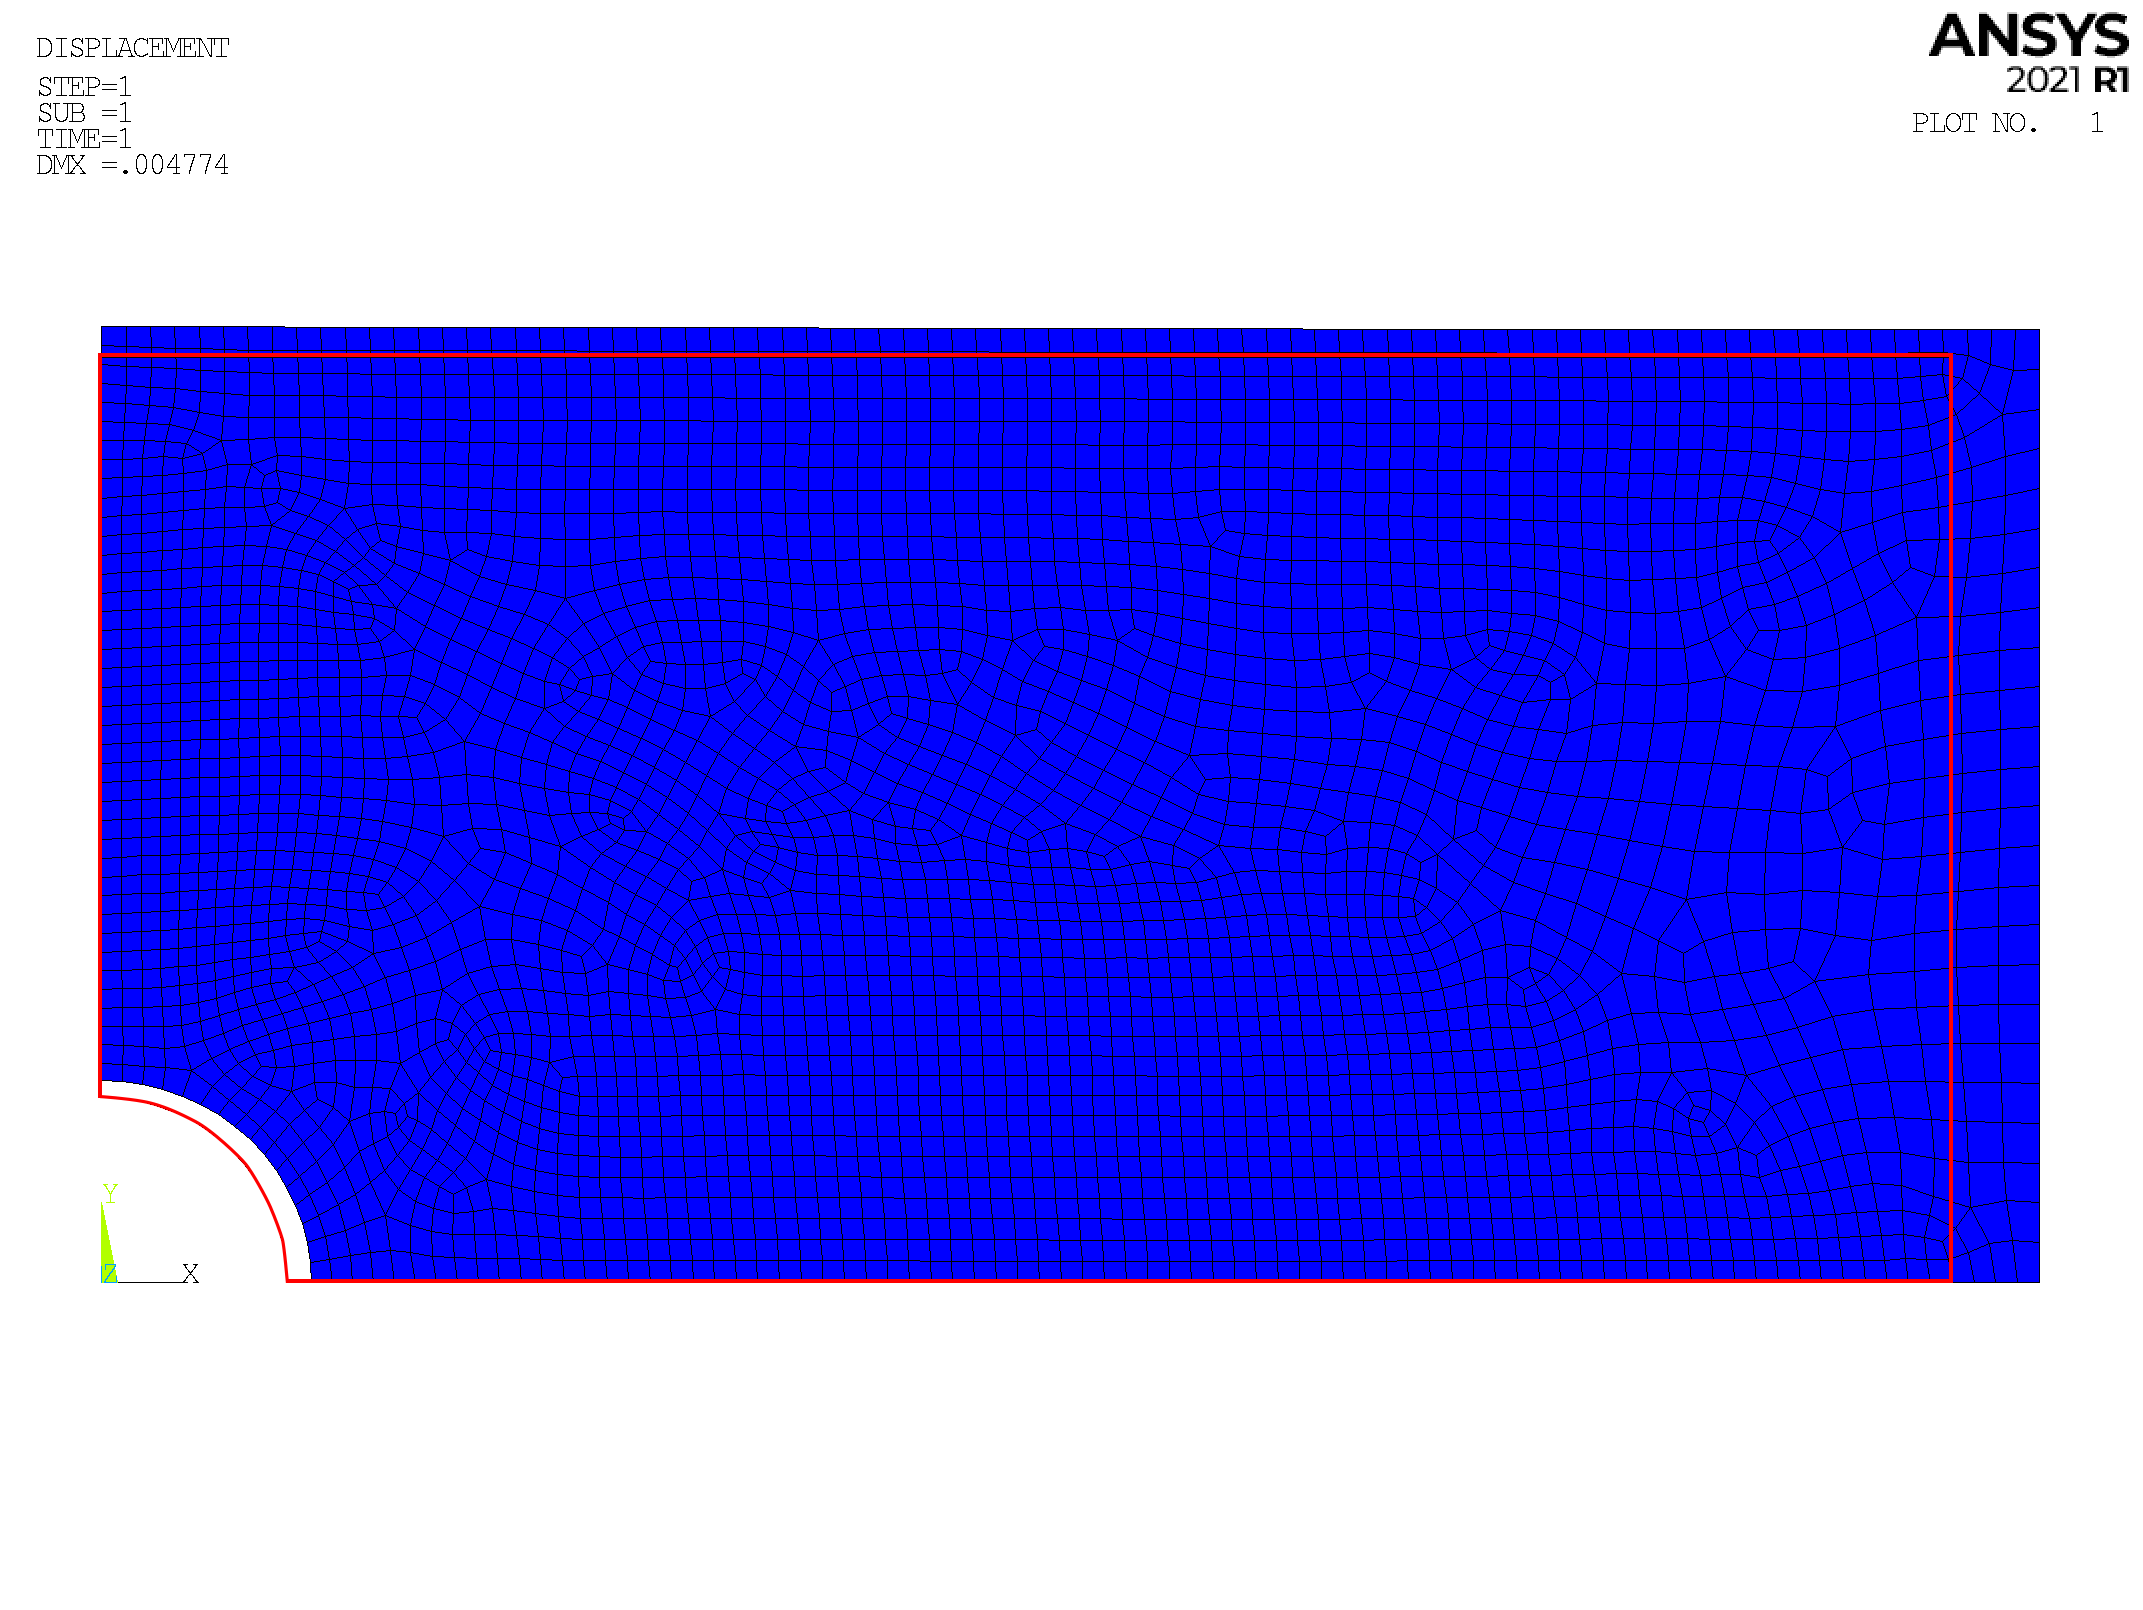 DISPLACEMENT
STEP=1
SUB =1
TIME=1
DMX =.004774
ANSYS
2021 R1
PLOT NO. 1
Y
Z X